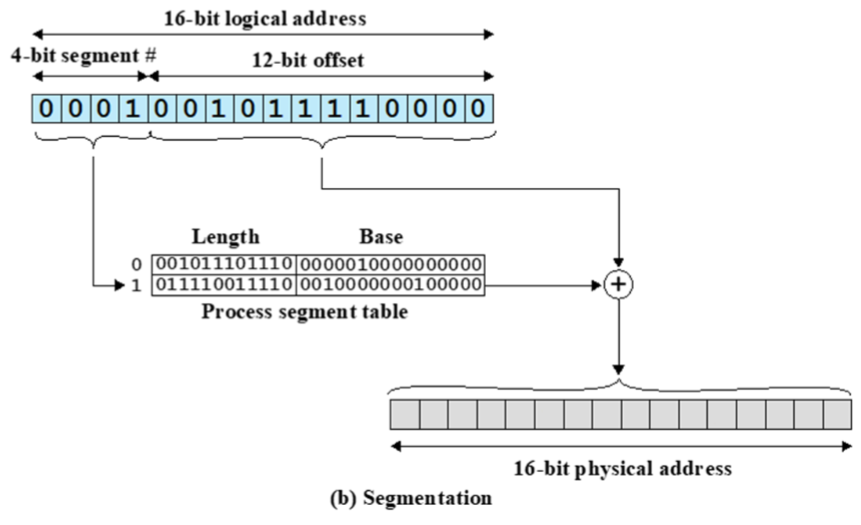 16-bit logical address
4-bit segment # 12-bit offset
0 0 0 1 0 0 1 0 1 1 1 1 0 0 0 0
Length Base
0 001011101110 0000010000000000
1 011110011110 0010000000100000
Process segment table
+
16-bit physical address
(b) Segmentation